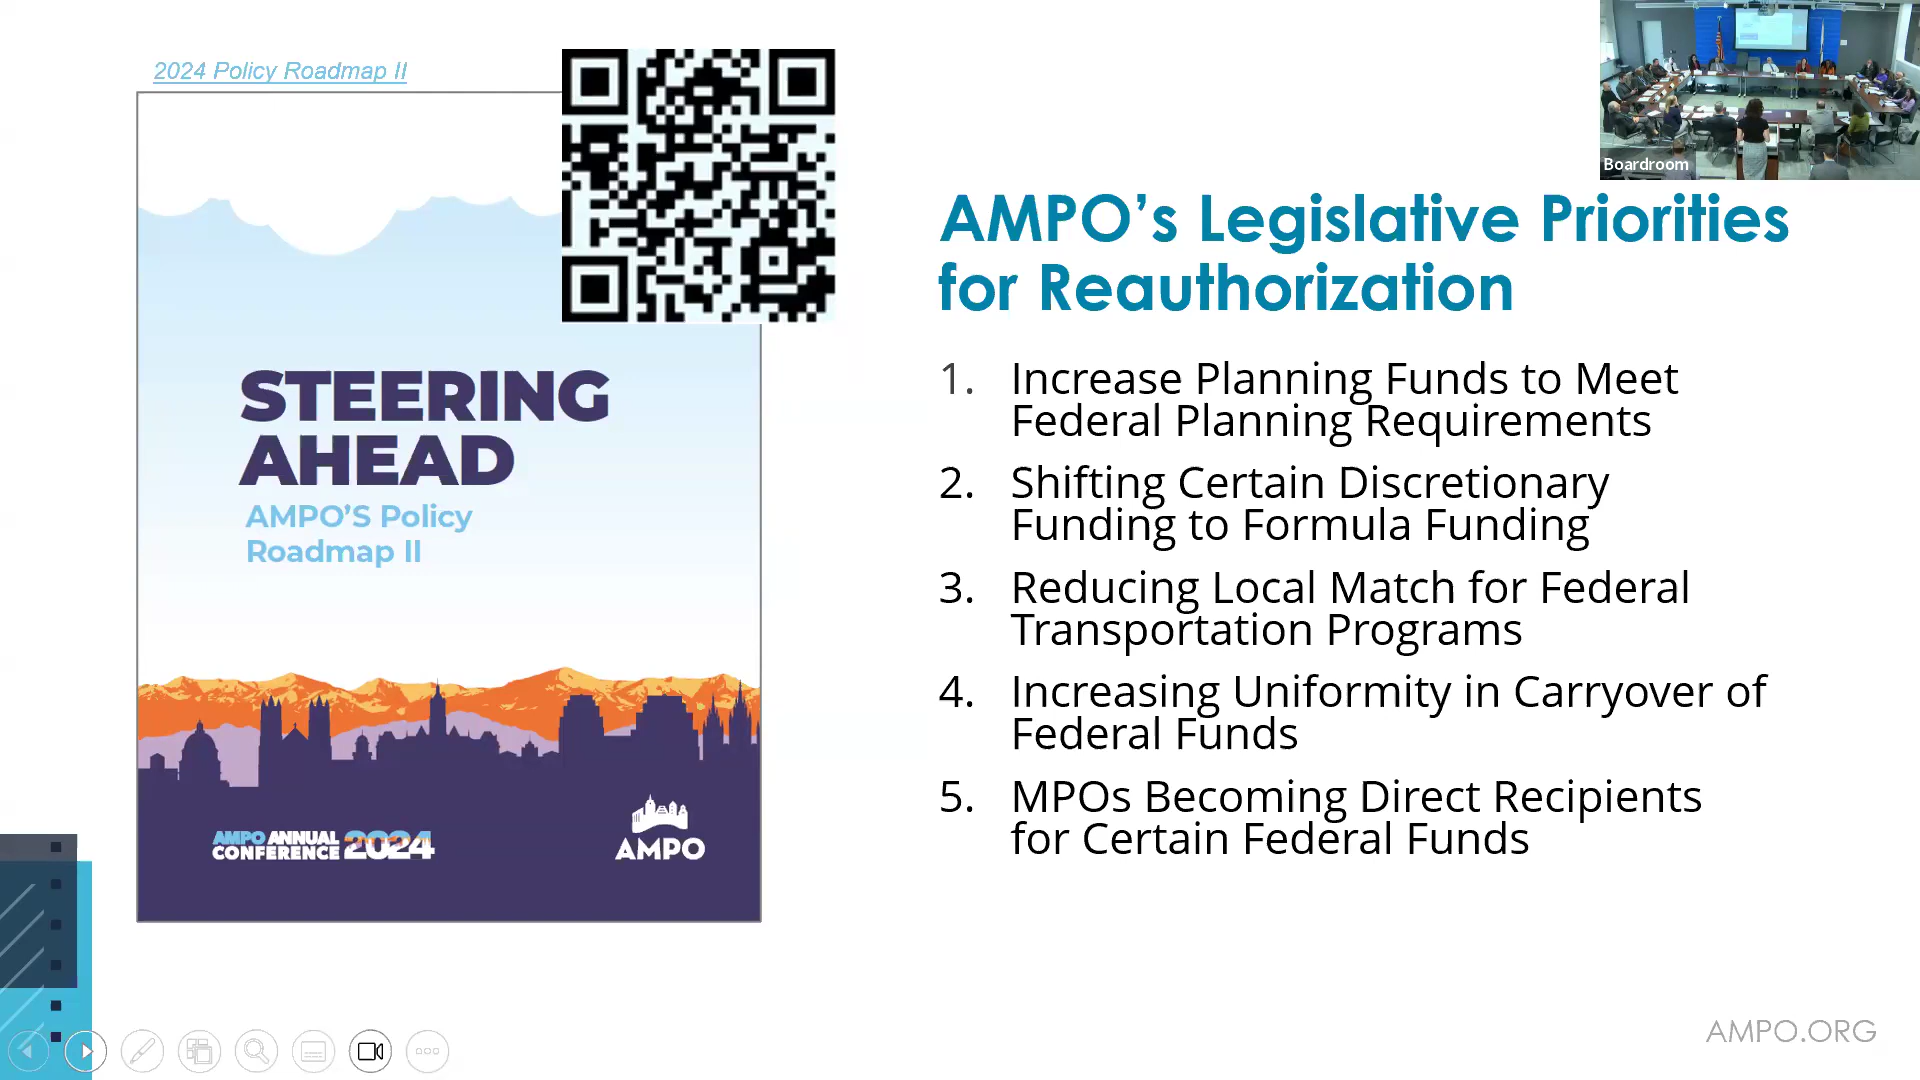 2024 Policy Roadmap II
STEERING
AHEAD
AMPO'S Policy
Roadmap II
AMPO ANNUAL
CONFERENCE 2024
AMPO
Boardroom
AMPO’s Legislative Priorities
for Reauthorization
1. Increase Planning Funds to Meet
Federal Planning Requirements
2. Shifting Certain Discretionary
Funding to Formula Funding
3. Reducing Local Match for Federal
Transportation Programs
4. Increasing Uniformity in Carryover of
Federal Funds
5. MPOs Becoming Direct Recipients
for Certain Federal Funds
AMPO.ORG